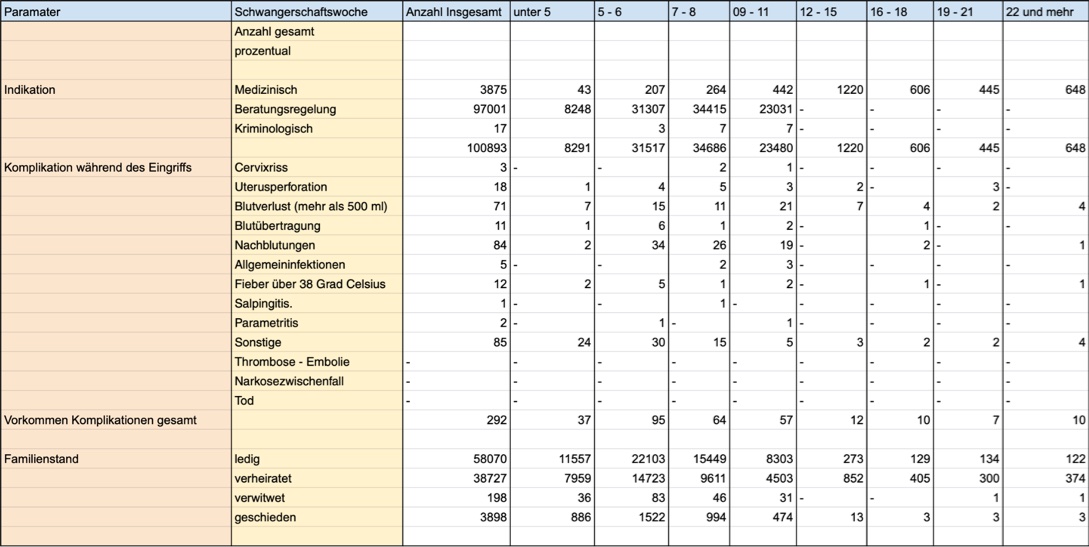 Paramater Schwangerschaftswoche Anzahl Insgesamt unter 5 5 - 6 7 - 8 09 - 11 12 - 15 16 - 18 19 - 21 22 und mehr
Anzahl gesamt
prozentual
Indikation Medizinisch 3875 43 207 264 442 1220 606 445 648
Beratungsregelung 97001 8248 31307 34415 23031 - - - -
Kriminologisch 17 3 7 7 - - - -
100893 8291 31517 34686 23480 1220 606 445 648
Komplikation während des Eingriffs Cervixriss 3 - - 2 1 - - - -
Uterusperforation 18 1 4 5 3 2 - 3 -
Blutverlust (mehr als 500 ml) 71 7 15 11 21 7 4 2 4
Blutübertragung 11 1 6 1 2 - 1 - -
Nachblutungen 84 2 34 26 19 - 2 - 1
Allgemeininfektionen 5 - - 2 3 - - - -
Fieber über 38 Grad Celsius 12 2 5 1 2 - 1 - 1
Salpingitis. 1 - - 1 - - - - -
Parametritis 2 - 1 - 1 - - - -
Sonstige 85 24 30 15 5 3 2 2 4
Thrombose - Embolie - - - - - - - - -
Narkosezwischenfall - - - - - - - - -
Tod - - - - - - - - -
Vorkommen Komplikationen gesamt 292 37 95 64 57 12 10 7 10
Familienstand ledig 58070 11557 22103 15449 8303 273 129 134 122
verheiratet 38727 7959 14723 9611 4503 852 405 300 374
verwitwet 198 36 83 46 31 - - 1 1
geschieden 3898 886 1522 994 474 13 3 3 3